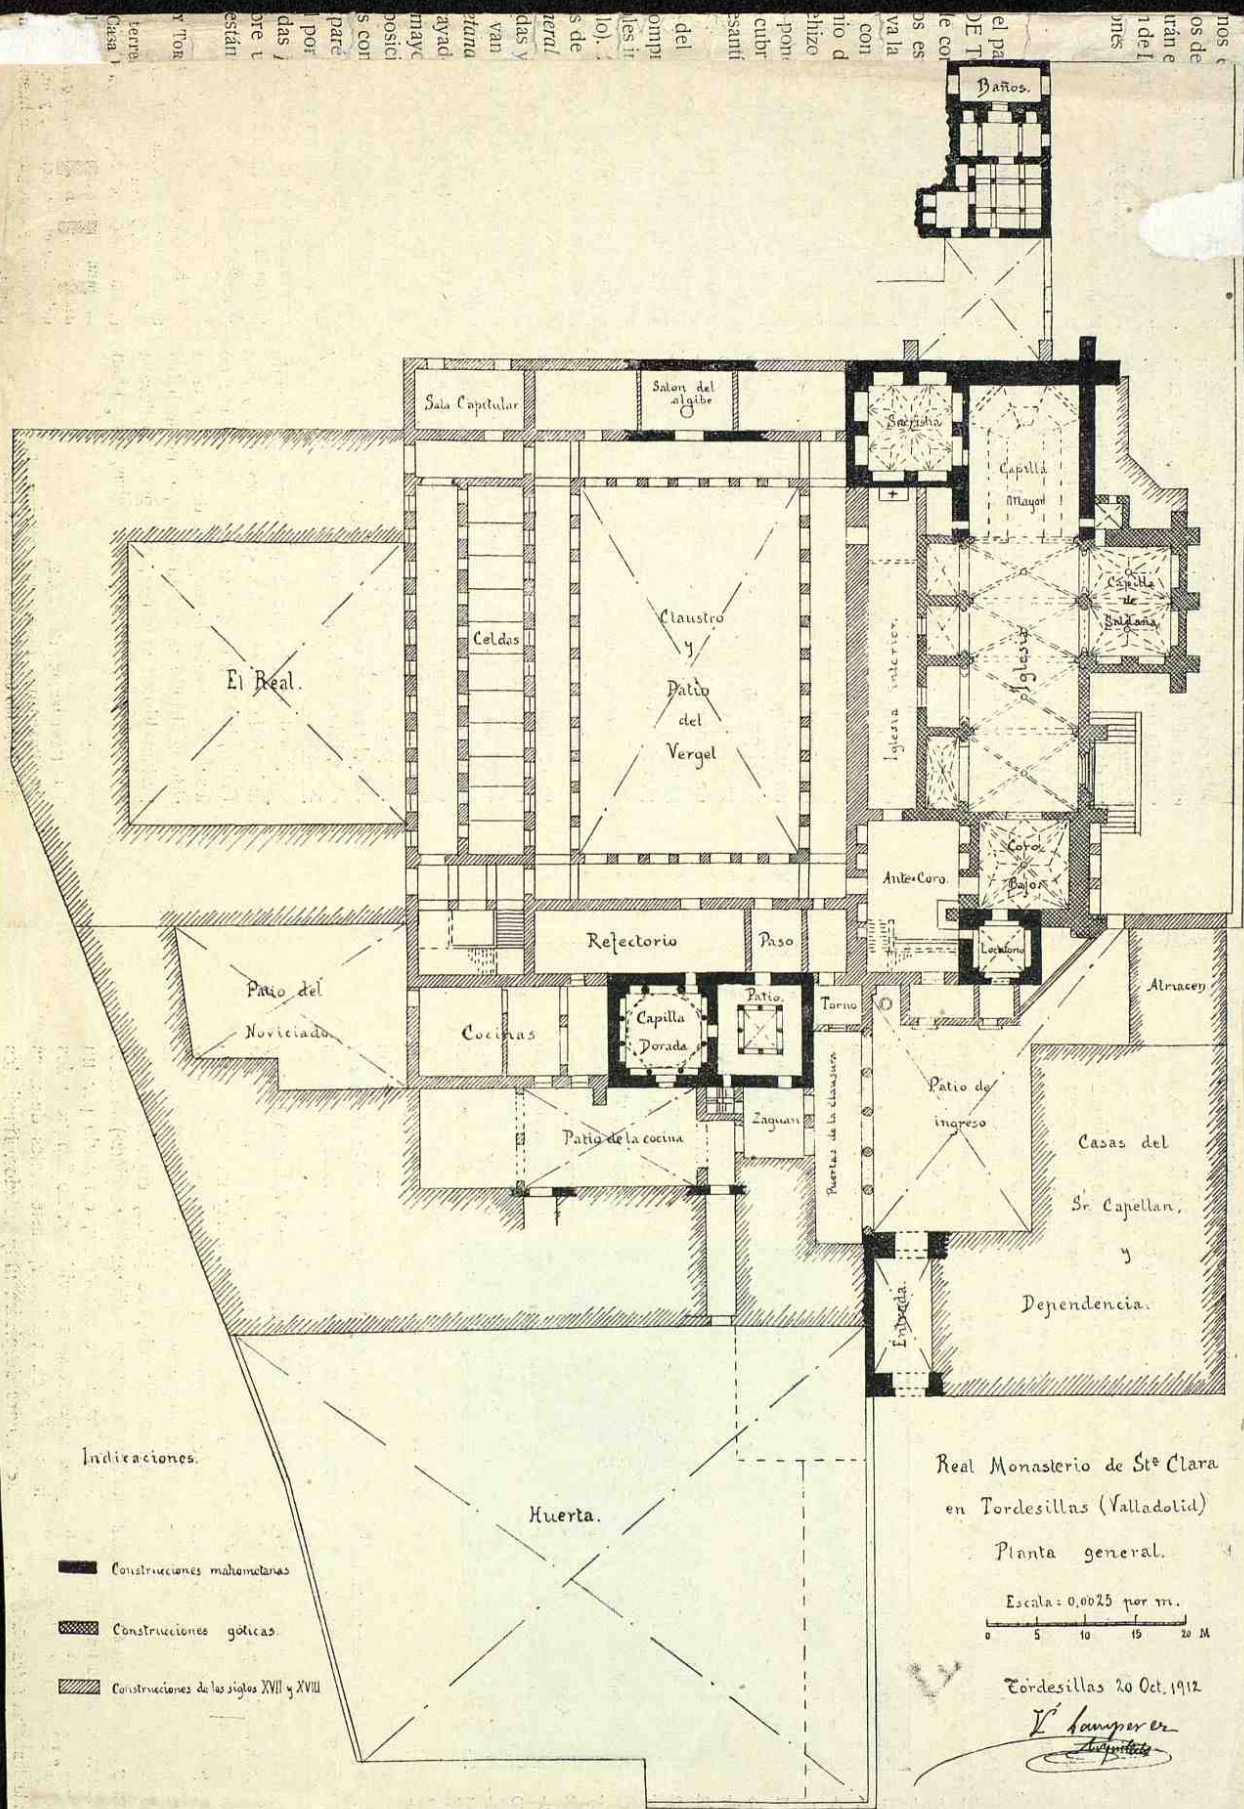 Baños.
Sala Capitular
Salon del
algibe
Sacristia
Capilla
Mayor
Capilla
de
Saldaña
Claustro
y
Patio
del
Vergel
Celdas
El Real.
Iglesia interior.
Iglesia
Coro
Bajo
Ante-Coro.
Refectorio
Paso
Patio del
Noviciado
Cocinas
Capilla
Dorada
Patio.
Torno
Almacen
Patio de la cocina
Zaguan
Puertas de la clausura
Patio de
ingreso
Casas del
Sr. Capellan,
y
Dependencia.
Entrada.
Huerta.
Indicaciones.
Construcciones mahometanas
Construcciones góticas.
Construcciones de los siglos XVII y XVIII
Real Monasterio de Stª Clara
en Tordesillas (Valladolid)
Planta general.
Escala: 0,0025 por m.
0 5 10 15 20 M
Tordesillas 20 Oct. 1912
V. Lamperez
Arquitecto